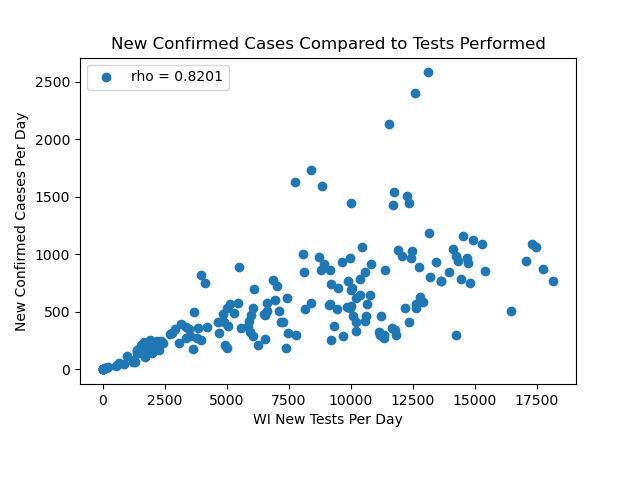 New Confirmed Cases Compared to Tests Performed
rho = 0.8201
2500
2000
1500
1000
500
0
New Confirmed Caeses Per Day
0 2500 5000 7500 10000 12500 15000 17500
WI New Tests Per Day